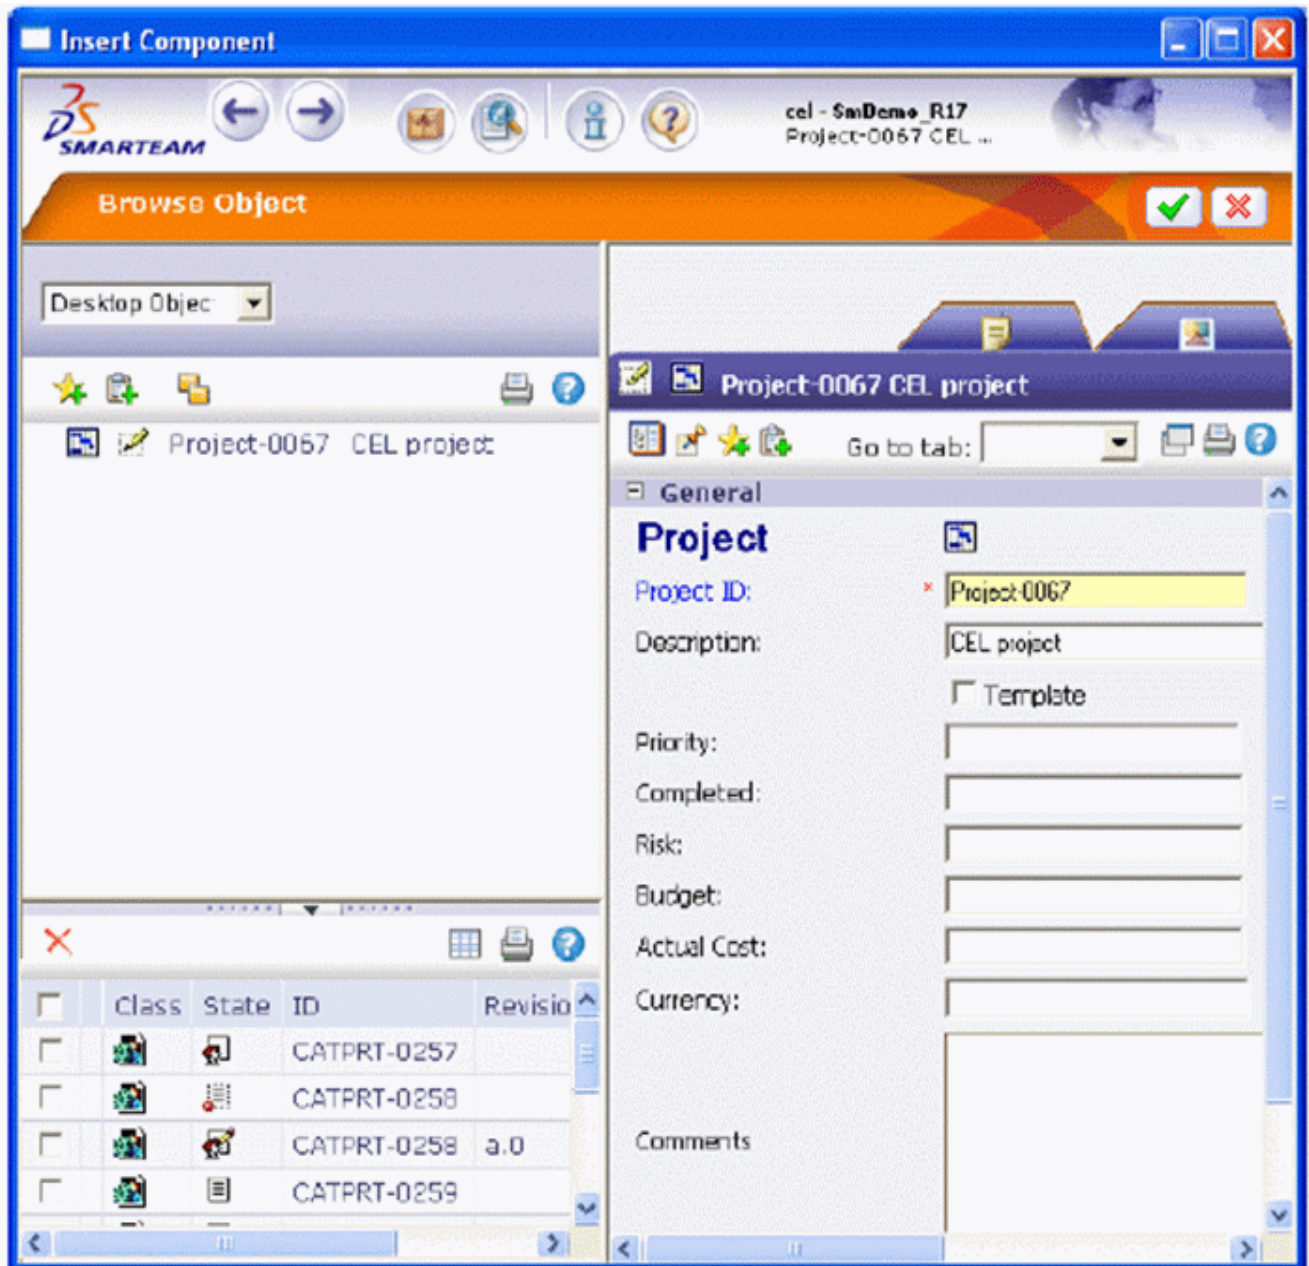 Insert Component
DS
SMARTEAM
cel - SmDemo_R17
Project-0067 CEL ...
Browse Object
Desktop Objec
Project-0067 CEL project
Project-0067 CEL project
Go to tab:
General
Project
Project ID: * Project-0067
Description: CEL project
Template
Priority:
Completed:
Risk:
Budget:
Actual Cost:
Currency:
Comments
Class State ID Revisio
CATPRT-0257
CATPRT-0258
CATPRT-0258 a.0
CATPRT-0259